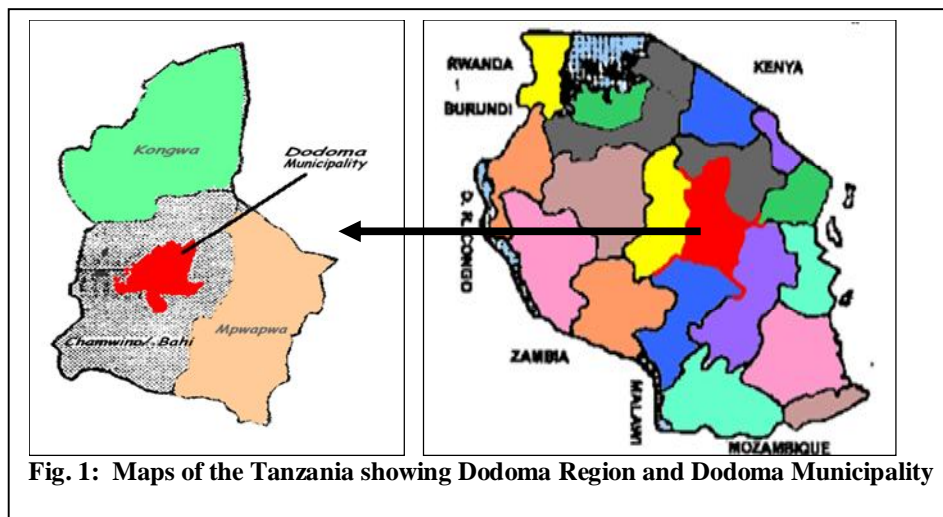 Kongwa
Dodoma
Municipality
Chamwino/. Bahi
Mpwapwa
RWANDA
BURUNDI
KENYA
D. R. CONGO
ZAMBIA
MALAWI
MOZAMBIQUE
Fig. 1: Maps of the Tanzania showing Dodoma Region and Dodoma Municipality